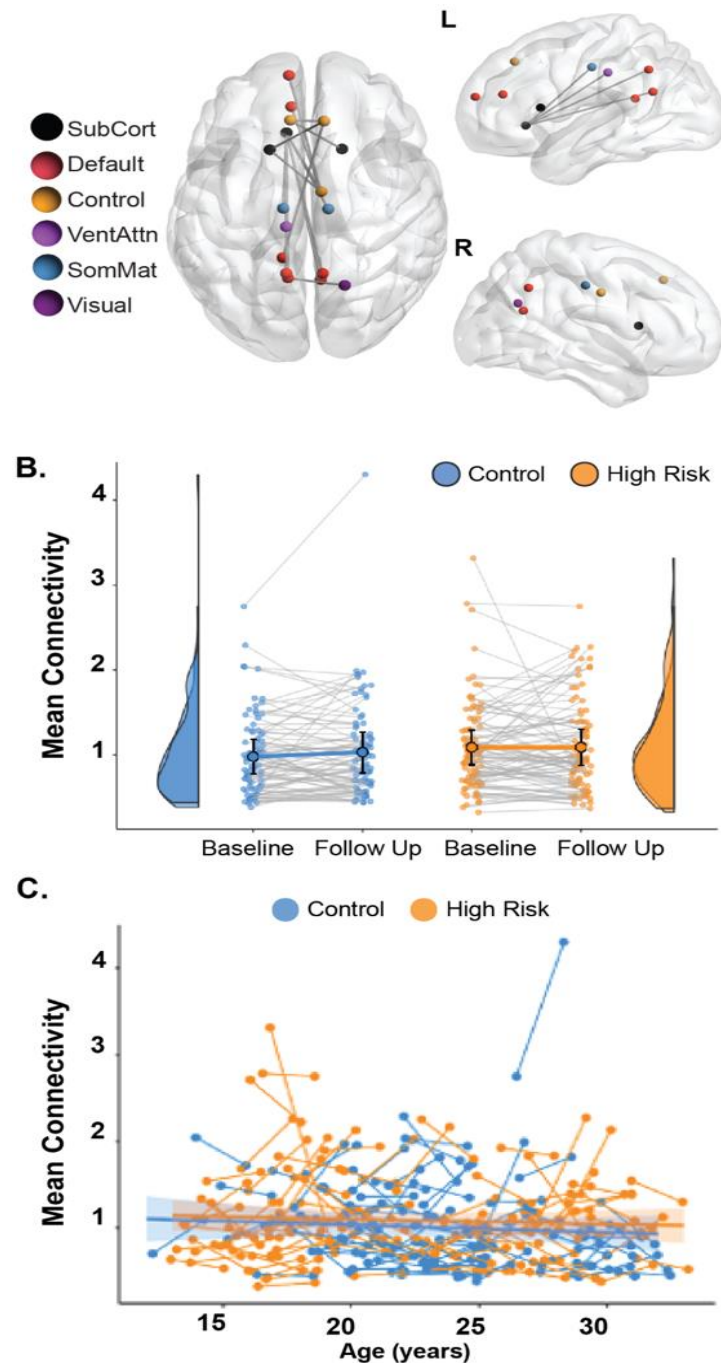 L
SubCort
Default
Control
VentAttn
SomMat
Visual
R
B.
Control
High Risk
Mean Connectivity
4
3
2
1
Baseline
Follow Up
Baseline
Follow Up
C.
Control
High Risk
Mean Connectivity
4
3
2
1
15
20
25
30
Age (years)